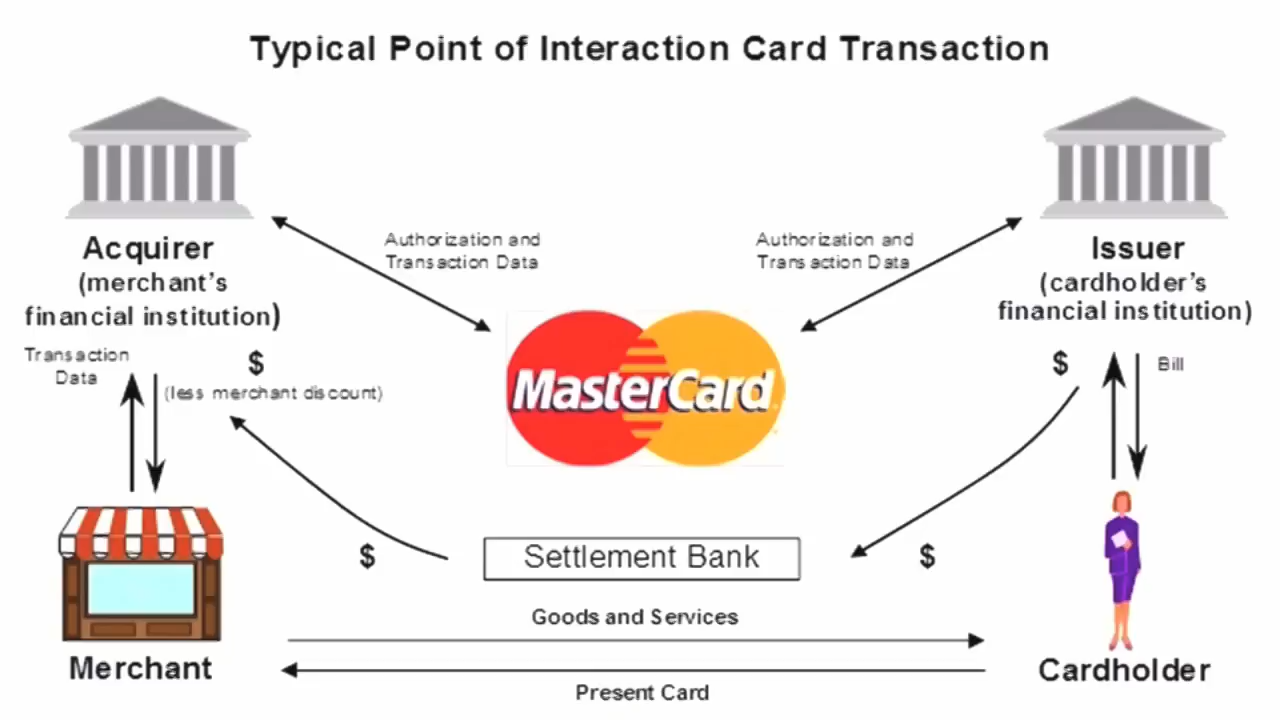 Typical Point of Interaction Card Transaction
Acquirer
(merchant's
financial institution)
Authorization and
Transaction Data
Authorization and
Transaction Data
Issuer
(cardholder's
financial institution)
Transaction
Data
$
(less merchant discount)
MasterCard
$
Bill
$
Settlement Bank
$
Goods and Services
Merchant
Cardholder
Present Card